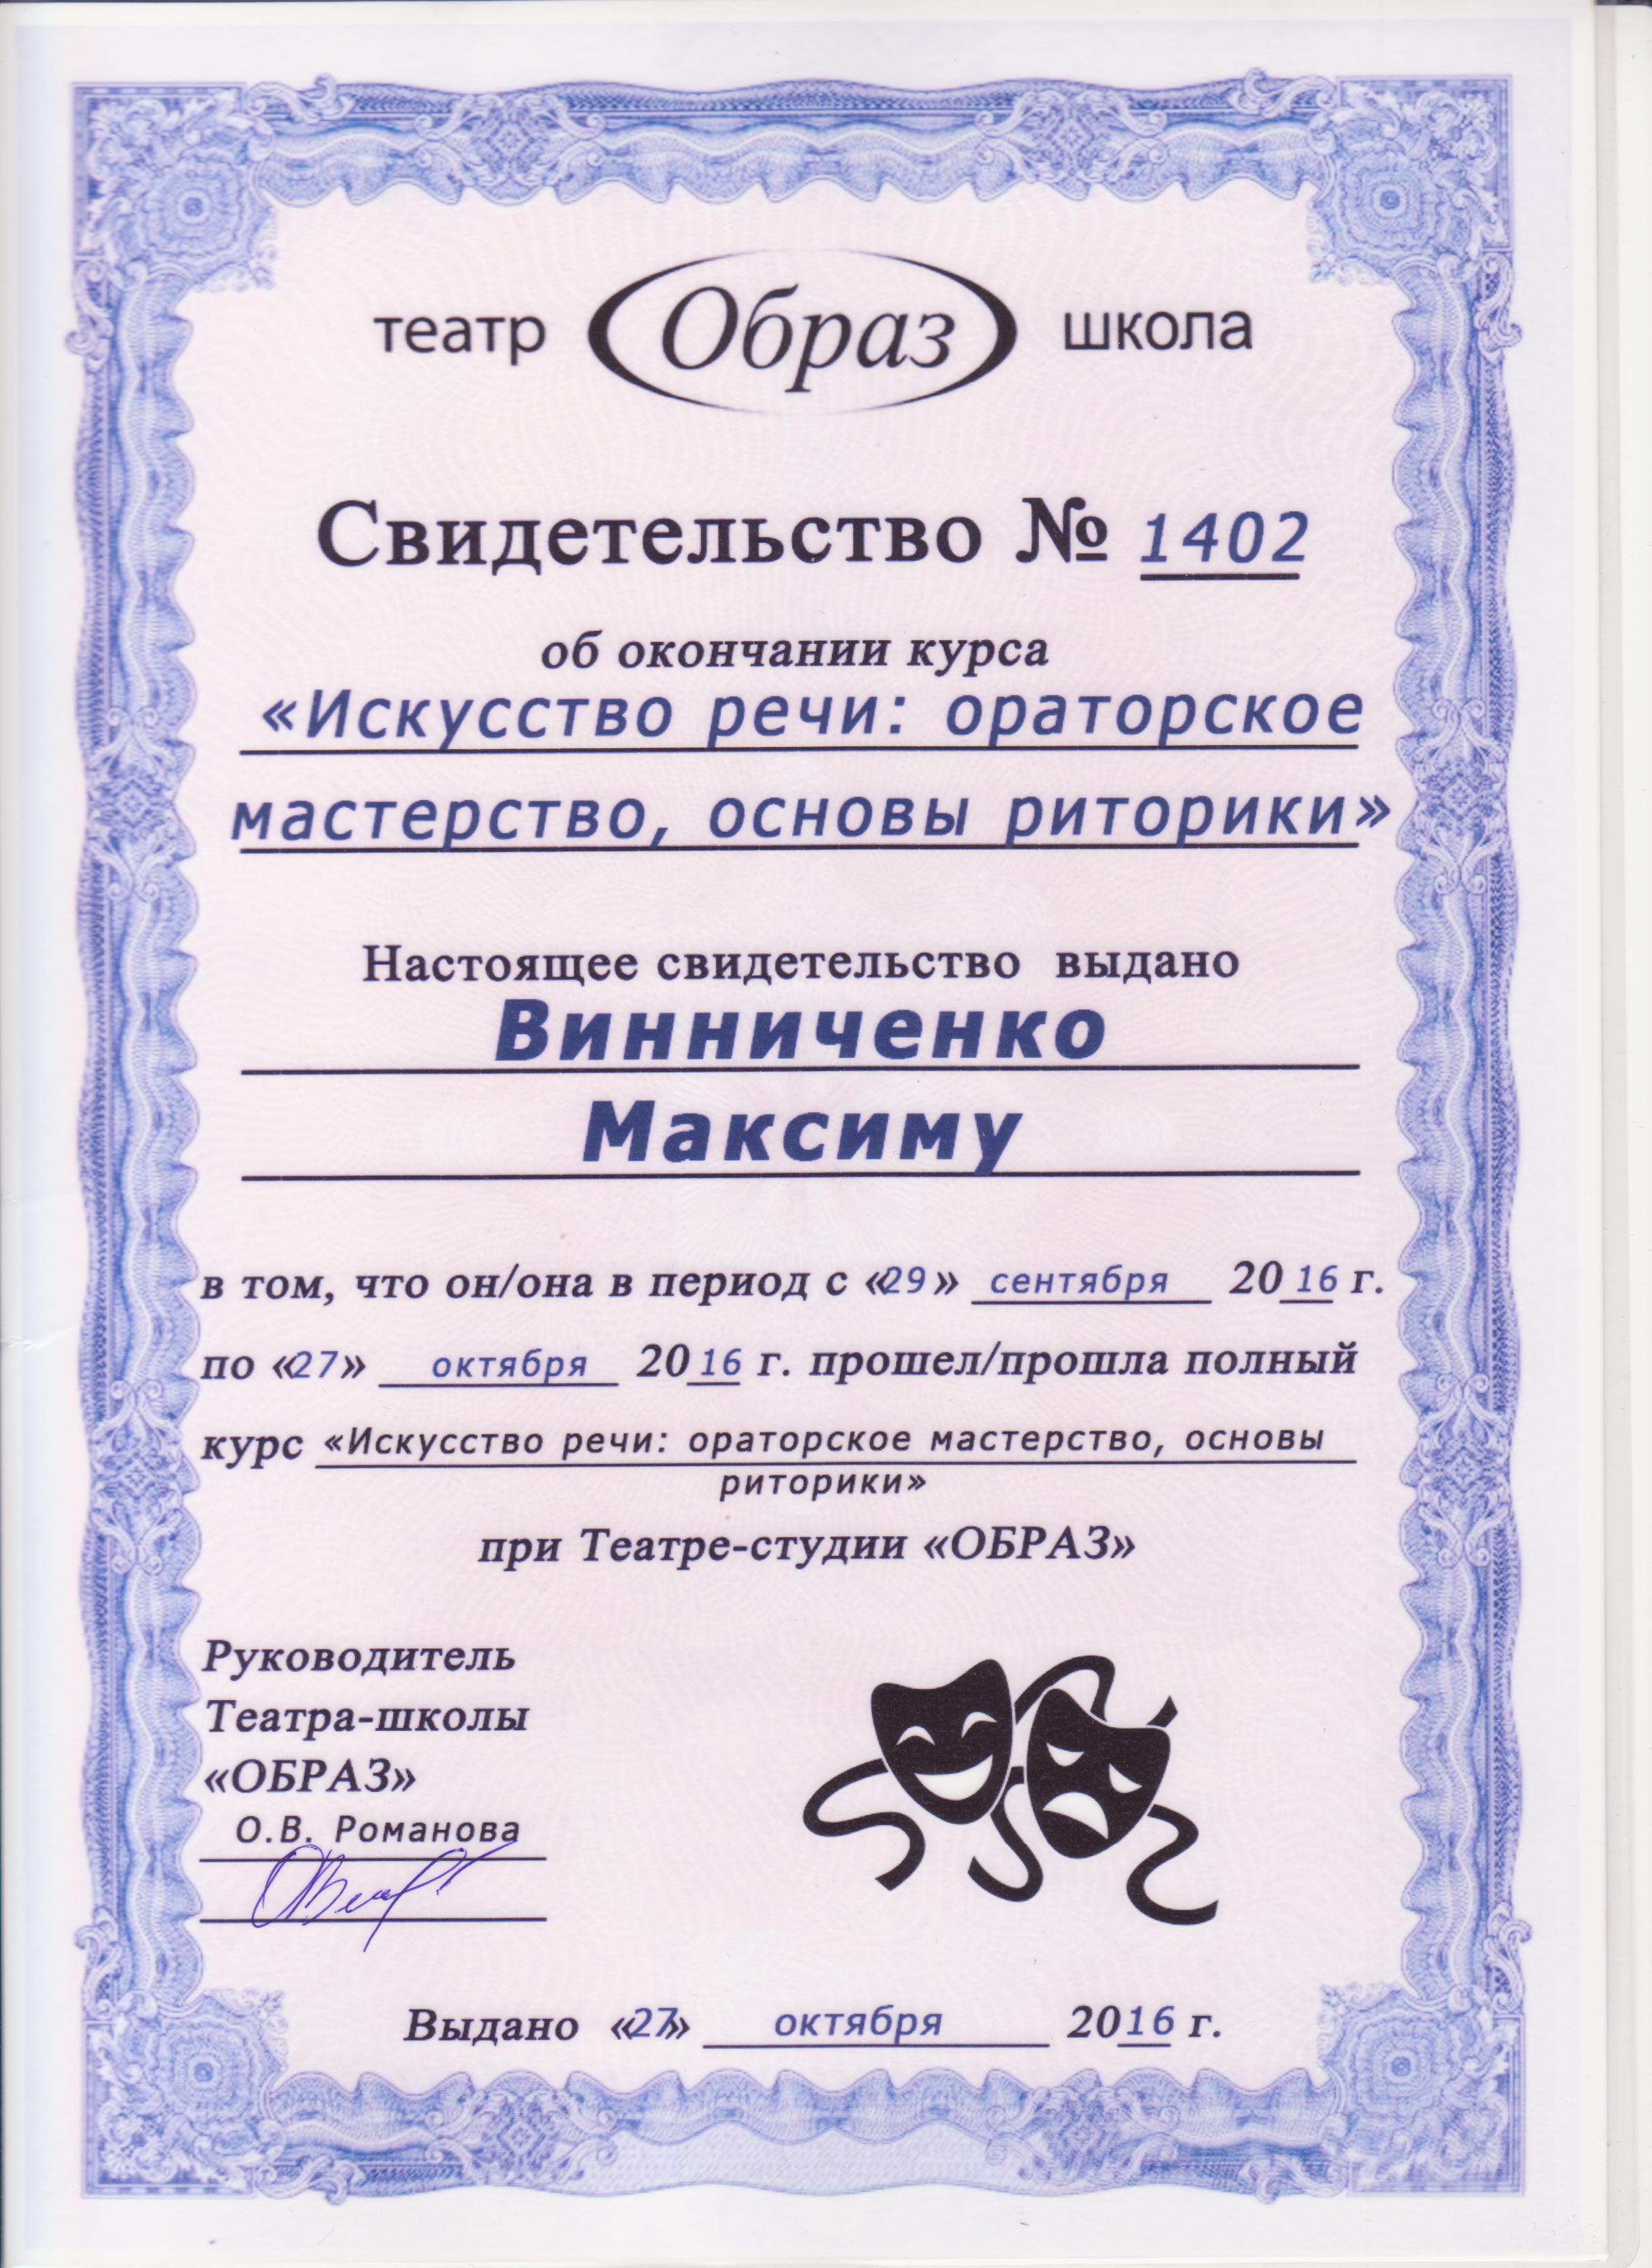 театр Образ школа
Свидетельство № 1402
об окончании курса
«Искусство речи: ораторское
мастерство, основы риторики»
Настоящее свидетельство выдано
Винниченко
Максиму
в том, что он/она в период с «29» сентября 2016 г.
по «27» октября 2016 г. прошел/прошла полный
курс «Искусство речи: ораторское мастерство, основы
риторики»
при Театре-студии «ОБРАЗ»
Руководитель
Театра-школы
«ОБРАЗ»
О.В. Романова
Выдано «27» октября 2016 г.